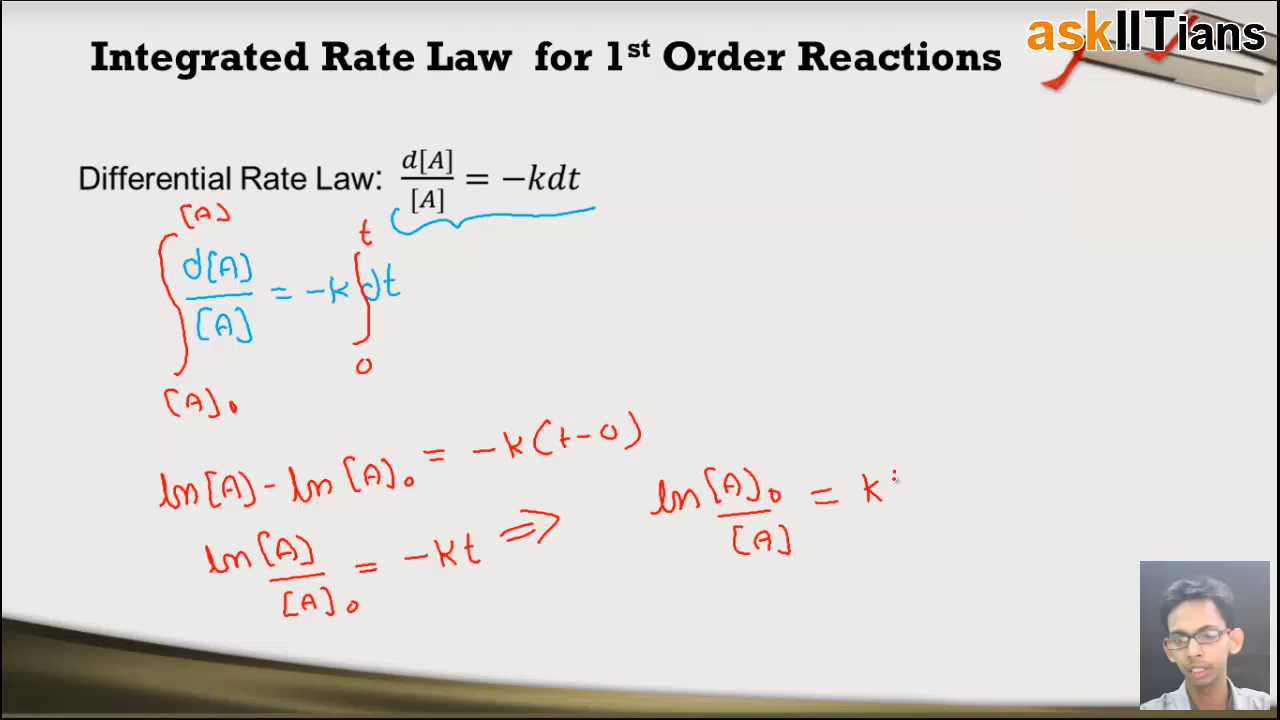 askIITians
Integrated Rate Law for 1st Order Reactions
Differential Rate Law: d[A]/[A] = −kdt
∫_{[A]₀}^{[A]} d[A]/[A] = -k ∫_0^t dt
ln[A] - ln[A]₀ = -k(t-0)
ln [A]/[A]₀ = -kt ⇒
ln [A]₀/[A] = k